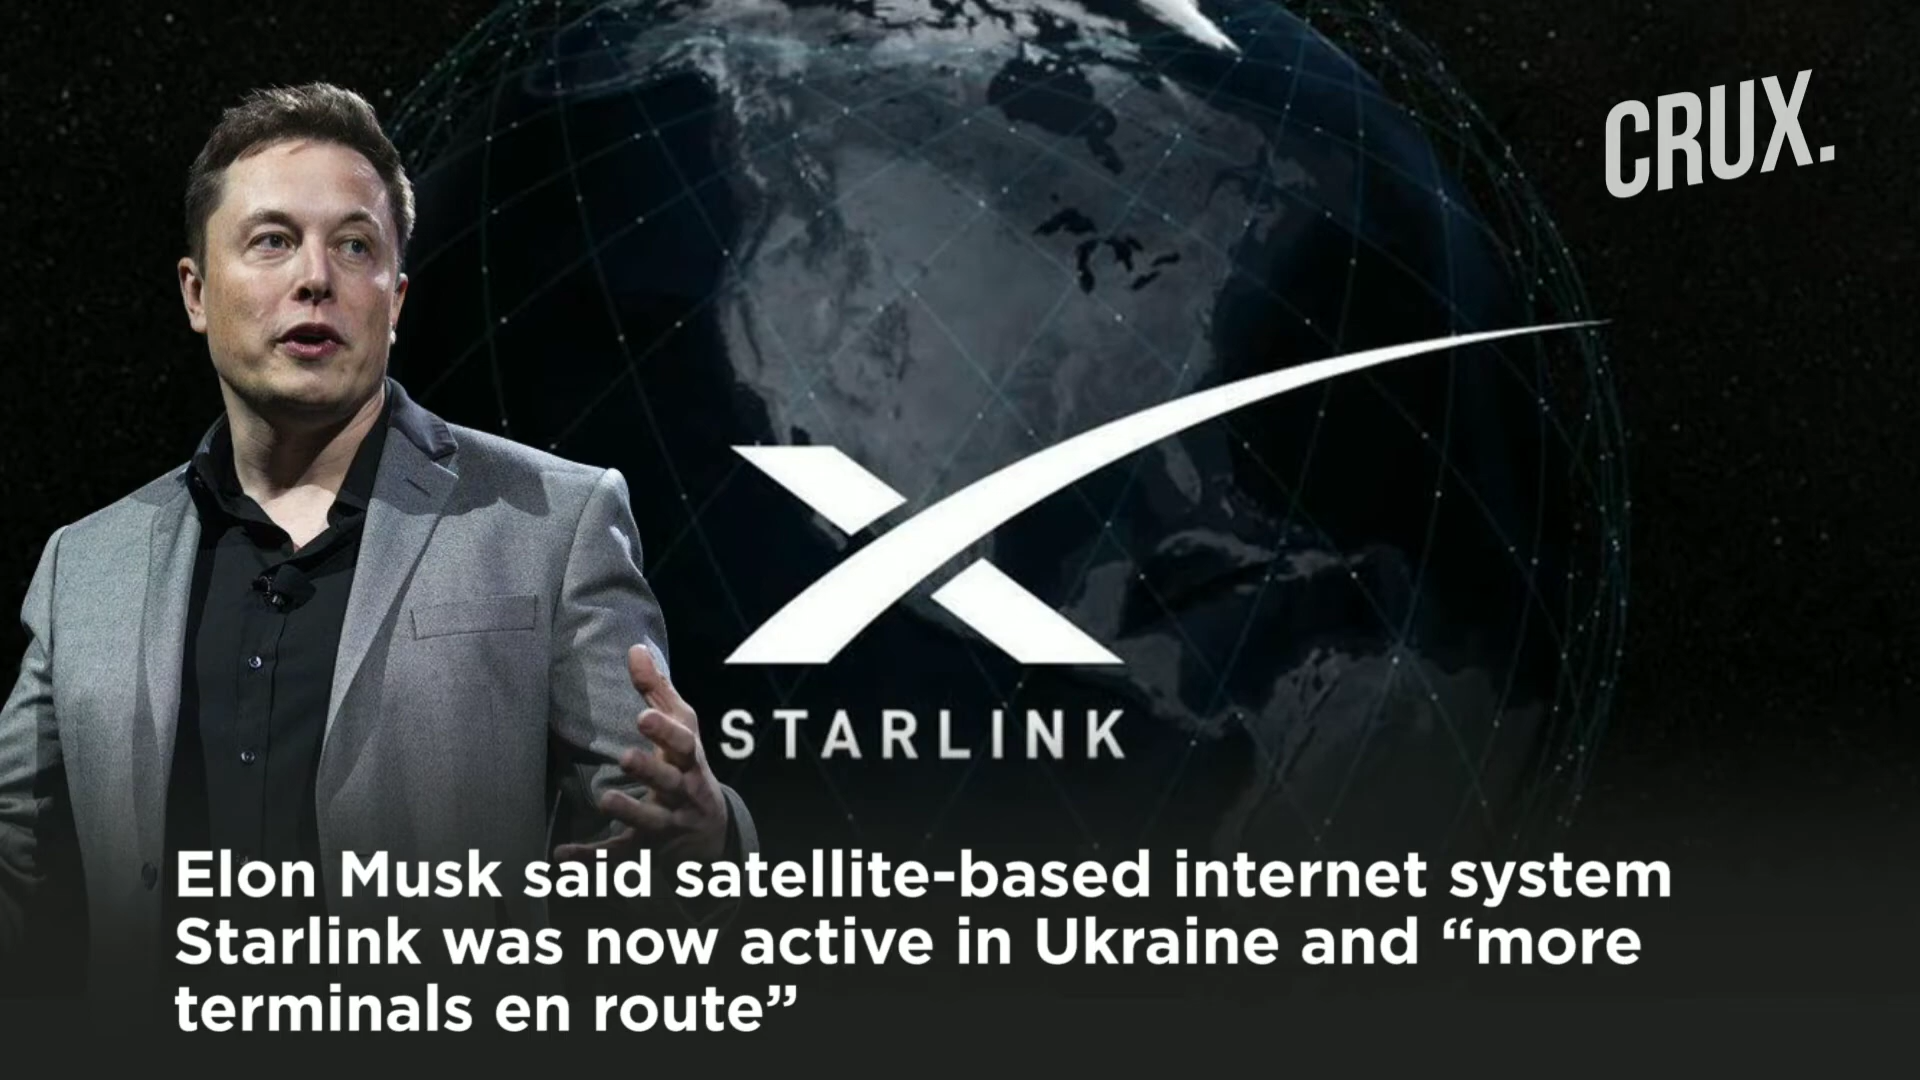 CRUX.
STARLINK
Elon Musk said satellite-based internet system
Starlink was now active in Ukraine and “more
terminals en route”